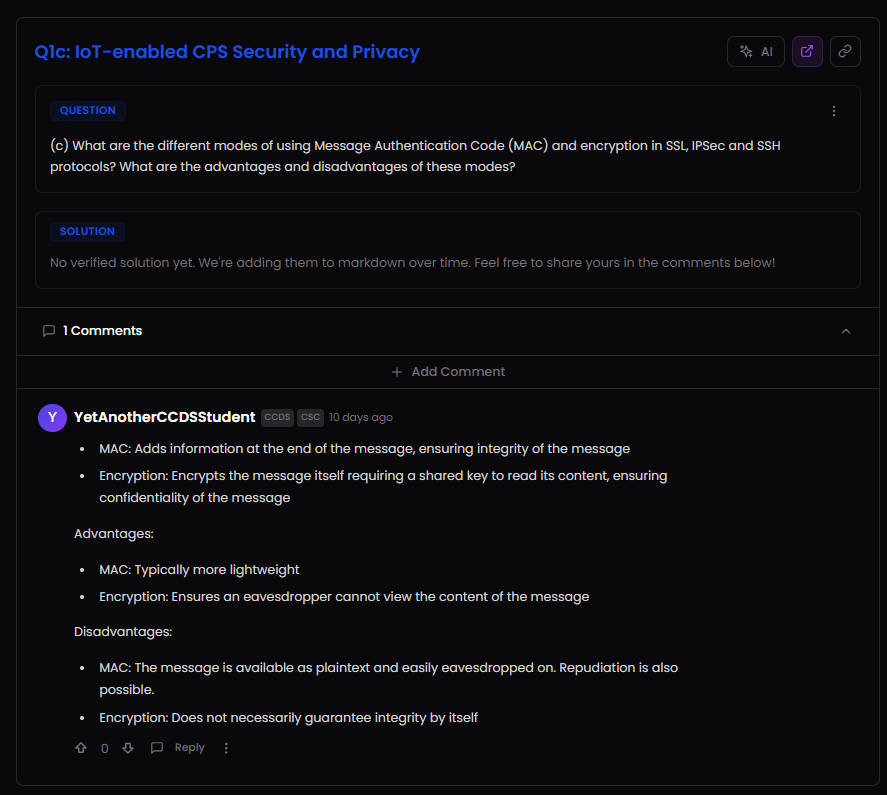 Q1c: IoT-enabled CPS Security and Privacy
AI
QUESTION
(c) What are the different modes of using Message Authentication Code (MAC) and encryption in SSL, IPSec and SSH
protocols? What are the advantages and disadvantages of these modes?
SOLUTION
No verified solution yet. We're adding them to markdown over time. Feel free to share yours in the comments below!
1 Comments
Add Comment
Y
YetAnotherCCDSStudent CCDS CSC 10 days ago
• MAC: Adds information at the end of the message, ensuring integrity of the message
• Encryption: Encrypts the message itself requiring a shared key to read its content, ensuring
confidentiality of the message
Advantages:
• MAC: Typically more lightweight
• Encryption: Ensures an eavesdropper cannot view the content of the message
Disadvantages:
• MAC: The message is available as plaintext and easily eavesdropped on. Repudiation is also
possible.
• Encryption: Does not necessarily guarantee integrity by itself
0 Reply